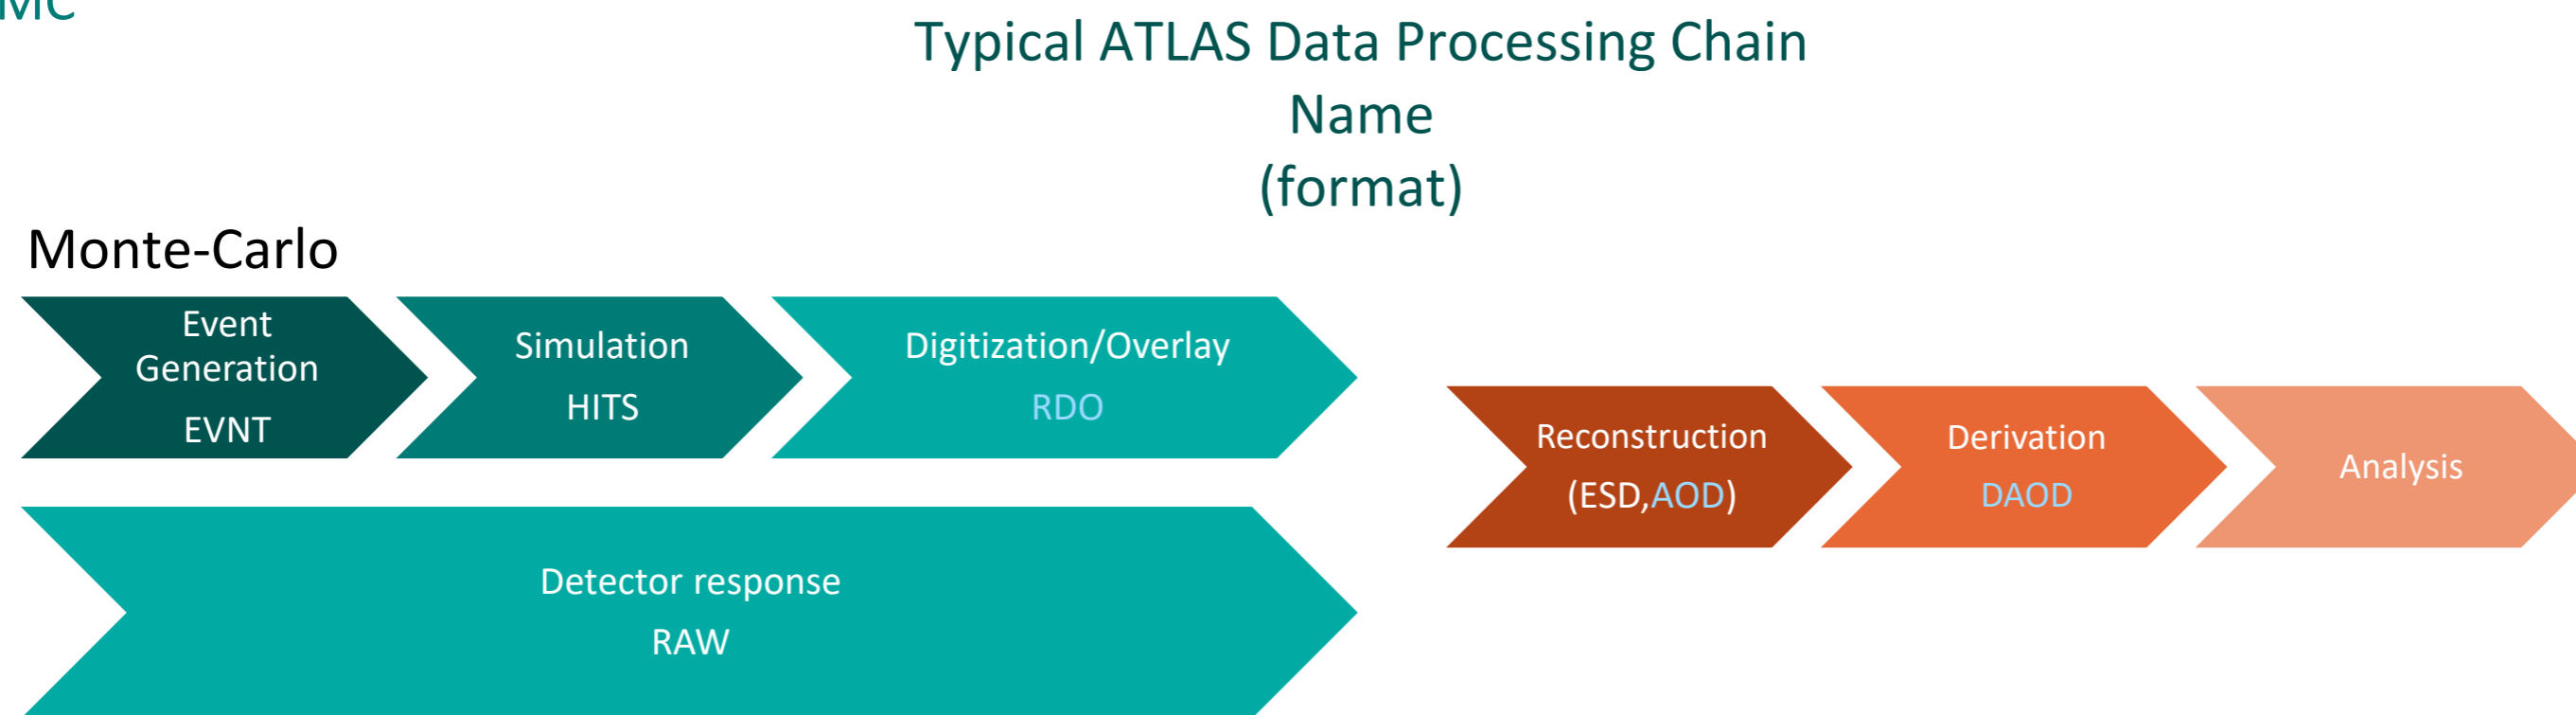 MC
Typical ATLAS Data Processing Chain
Name
(format)
Monte-Carlo
Event
Generation
EVNT
Simulation
HITS
Digitization/Overlay
RDO
Reconstruction
(ESD,AOD)
Derivation
DAOD
Analysis
Detector response
RAW